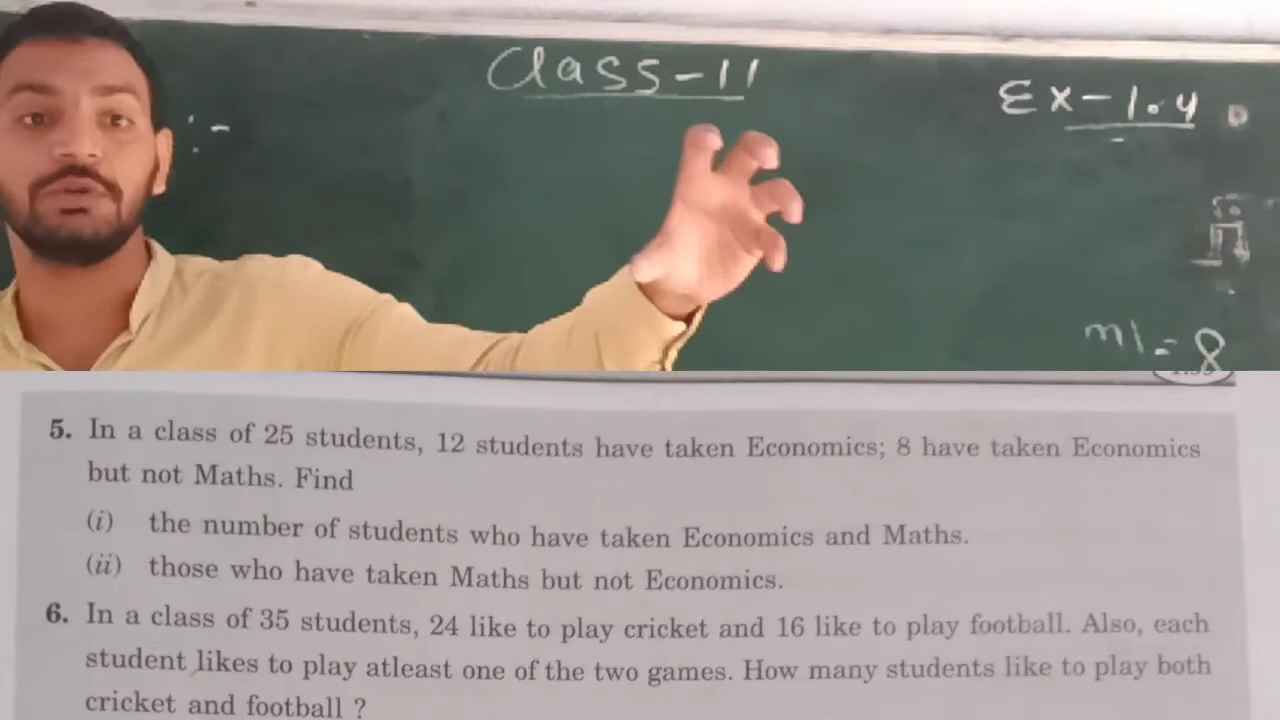 Class-11
Ex-1.4
m1 = 8
5. In a class of 25 students, 12 students have taken Economics; 8 have taken Economics
but not Maths. Find
(i) the number of students who have taken Economics and Maths.
(ii) those who have taken Maths but not Economics.
6. In a class of 35 students, 24 like to play cricket and 16 like to play football. Also, each
student likes to play atleast one of the two games. How many students like to play both
cricket and football ?